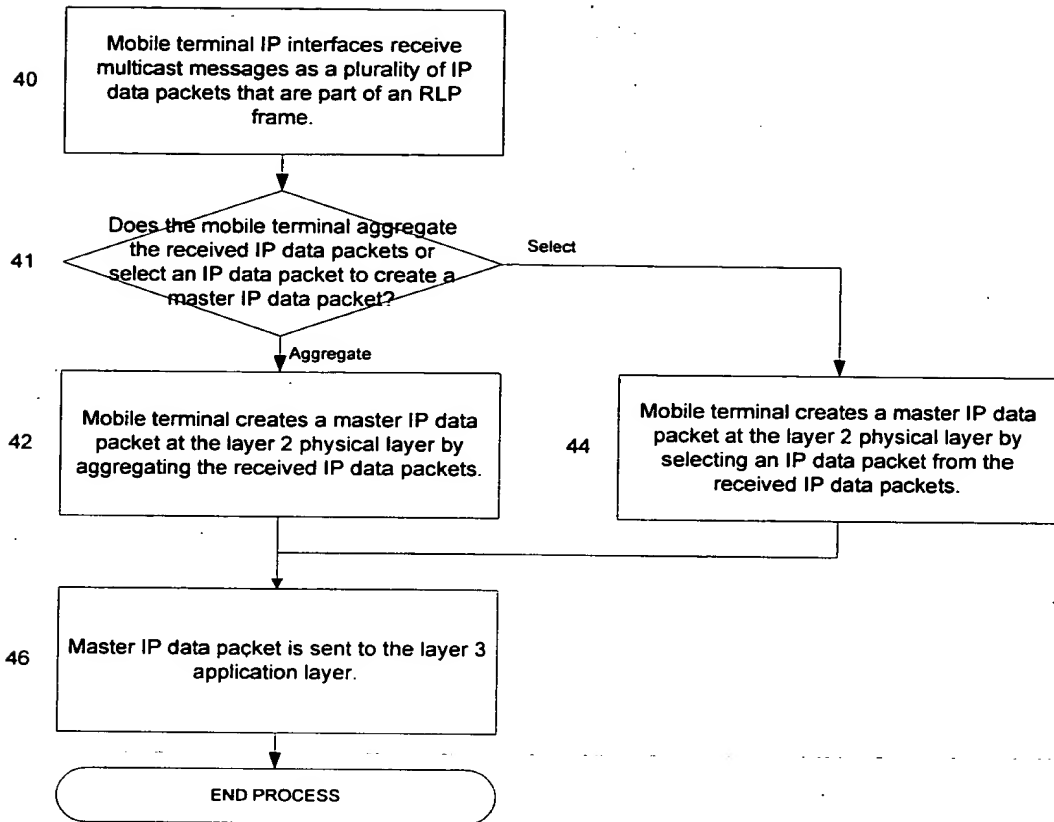 40
Mobile terminal IP interfaces receive
multicast messages as a plurality of IP
data packets that are part of an RLP
frame.
41
Does the mobile terminal aggregate
the received IP data packets or
select an IP data packet to create a
master IP data packet?
Select
Aggregate
42
Mobile terminal creates a master IP data
packet at the layer 2 physical layer by
aggregating the received IP data packets.
44
Mobile terminal creates a master IP data
packet at the layer 2 physical layer by
selecting an IP data packet from the
received IP data packets.
46
Master IP data packet is sent to the layer 3
application layer.
END PROCESS